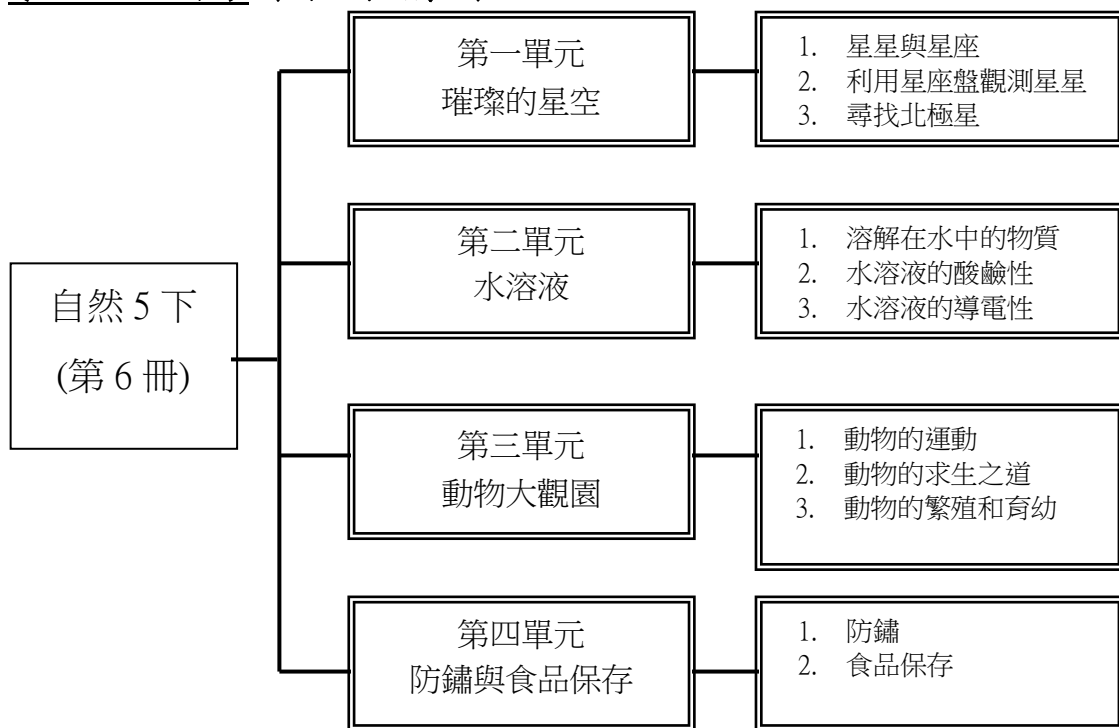 自然 5 下
(第 6 冊)
第一單元
璀璨的星空
1. 星星與星座
2. 利用星座盤觀測星星
3. 尋找北極星
第二單元
水溶液
1. 溶解在水中的物質
2. 水溶液的酸鹼性
3. 水溶液的導電性
第三單元
動物大觀園
1. 動物的運動
2. 動物的求生之道
3. 動物的繁殖和育幼
第四單元
防鏽與食品保存
1. 防鏽
2. 食品保存